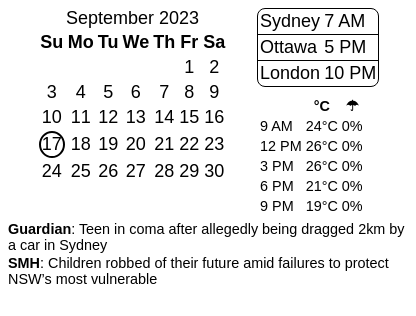 September 2023
Su Mo Tu We Th Fr Sa
1 2
3 4 5 6 7 8 9
10 11 12 13 14 15 16
17 18 19 20 21 22 23
24 25 26 27 28 29 30
Sydney 7 AM
Ottawa 5 PM
London 10 PM
°C ☂
9 AM 24°C 0%
12 PM 26°C 0%
3 PM 26°C 0%
6 PM 21°C 0%
9 PM 19°C 0%
Guardian: Teen in coma after allegedly being dragged 2km by
a car in Sydney
SMH: Children robbed of their future amid failures to protect
NSW’s most vulnerable